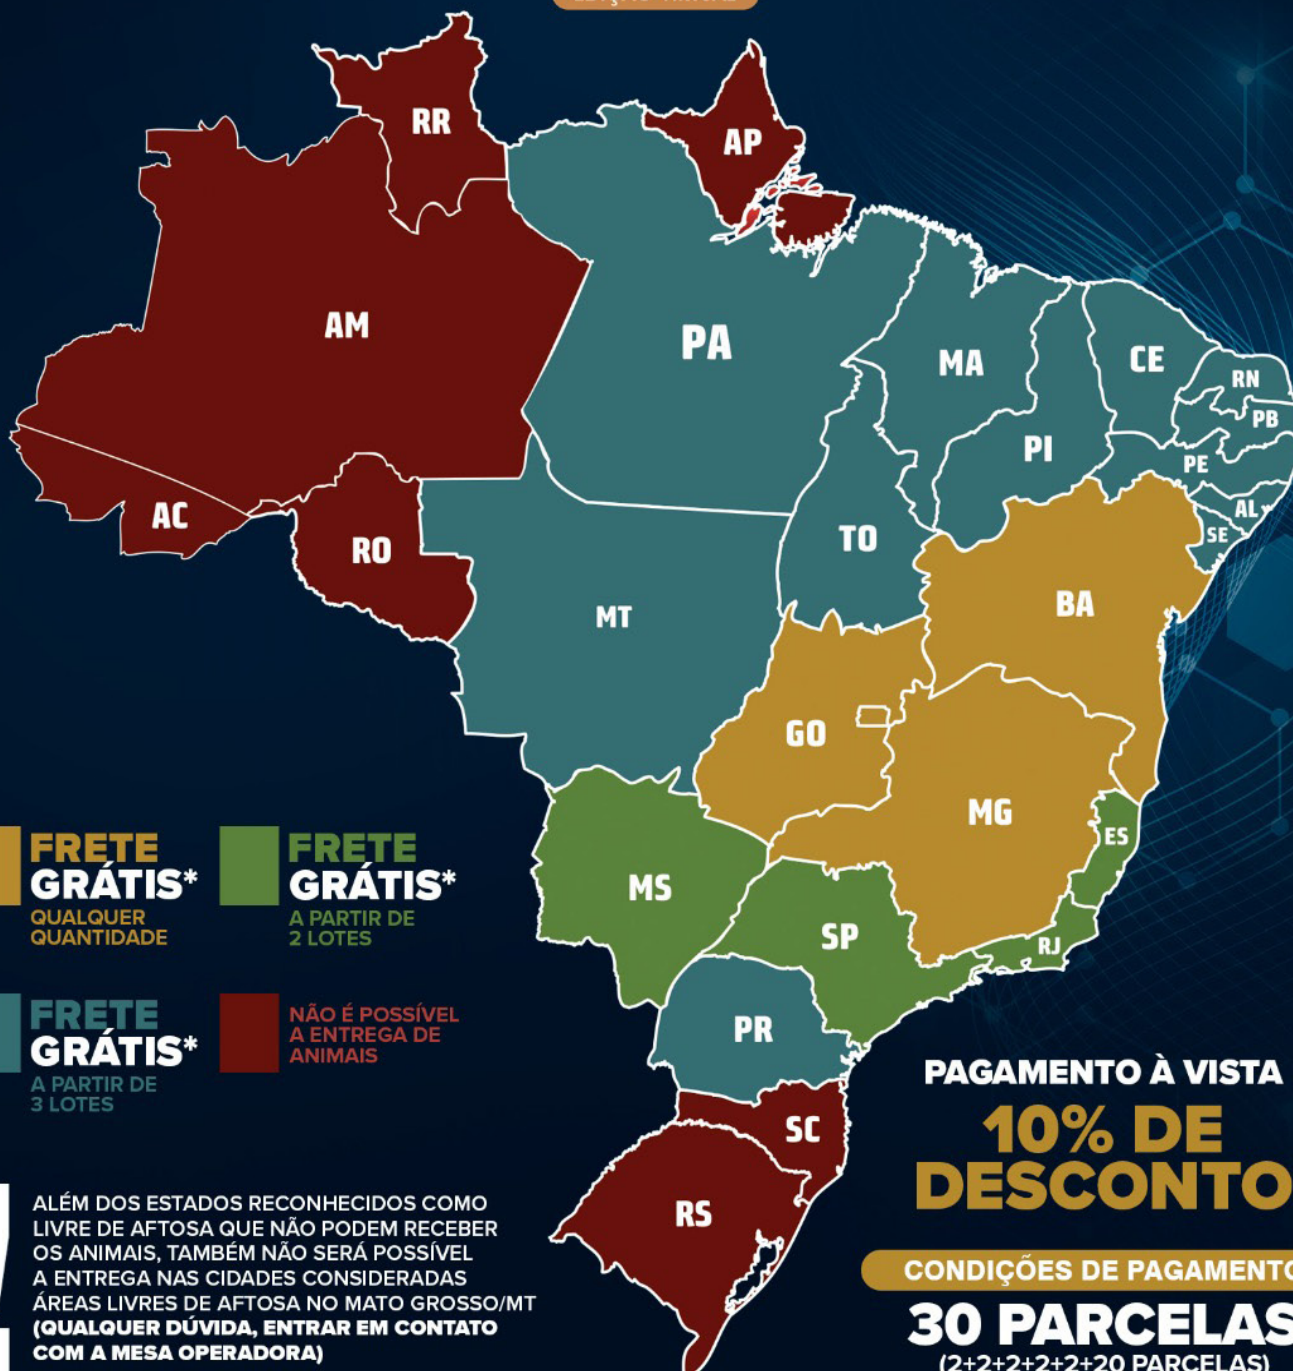 RR
AP
AM
PA
MA
CE
RN
PB
PI
PE
AL
SE
AC
RO
TO
MT
BA
GO
MG
ES
MS
SP
RJ
PR
SC
RS
FRETE
GRÁTIS*
QUALQUER
QUANTIDADE
FRETE
GRÁTIS*
A PARTIR DE
2 LOTES
FRETE
GRÁTIS*
A PARTIR DE
3 LOTES
NÃO É POSSÍVEL
A ENTREGA DE
ANIMAIS
ALÉM DOS ESTADOS RECONHECIDOS COMO
LIVRE DE AFTOSA QUE NÃO PODEM RECEBER
OS ANIMAIS, TAMBÉM NÃO SERÁ POSSÍVEL
A ENTREGA NAS CIDADES CONSIDERADAS
ÁREAS LIVRES DE AFTOSA NO MATO GROSSO/MT
(QUALQUER DÚVIDA, ENTRAR EM CONTATO
COM A MESA OPERADORA)
PAGAMENTO À VISTA
10% DE
DESCONTO
CONDIÇÕES DE PAGAMENTO
30 PARCELAS
(2+2+2+2+2+20 PARCELAS)